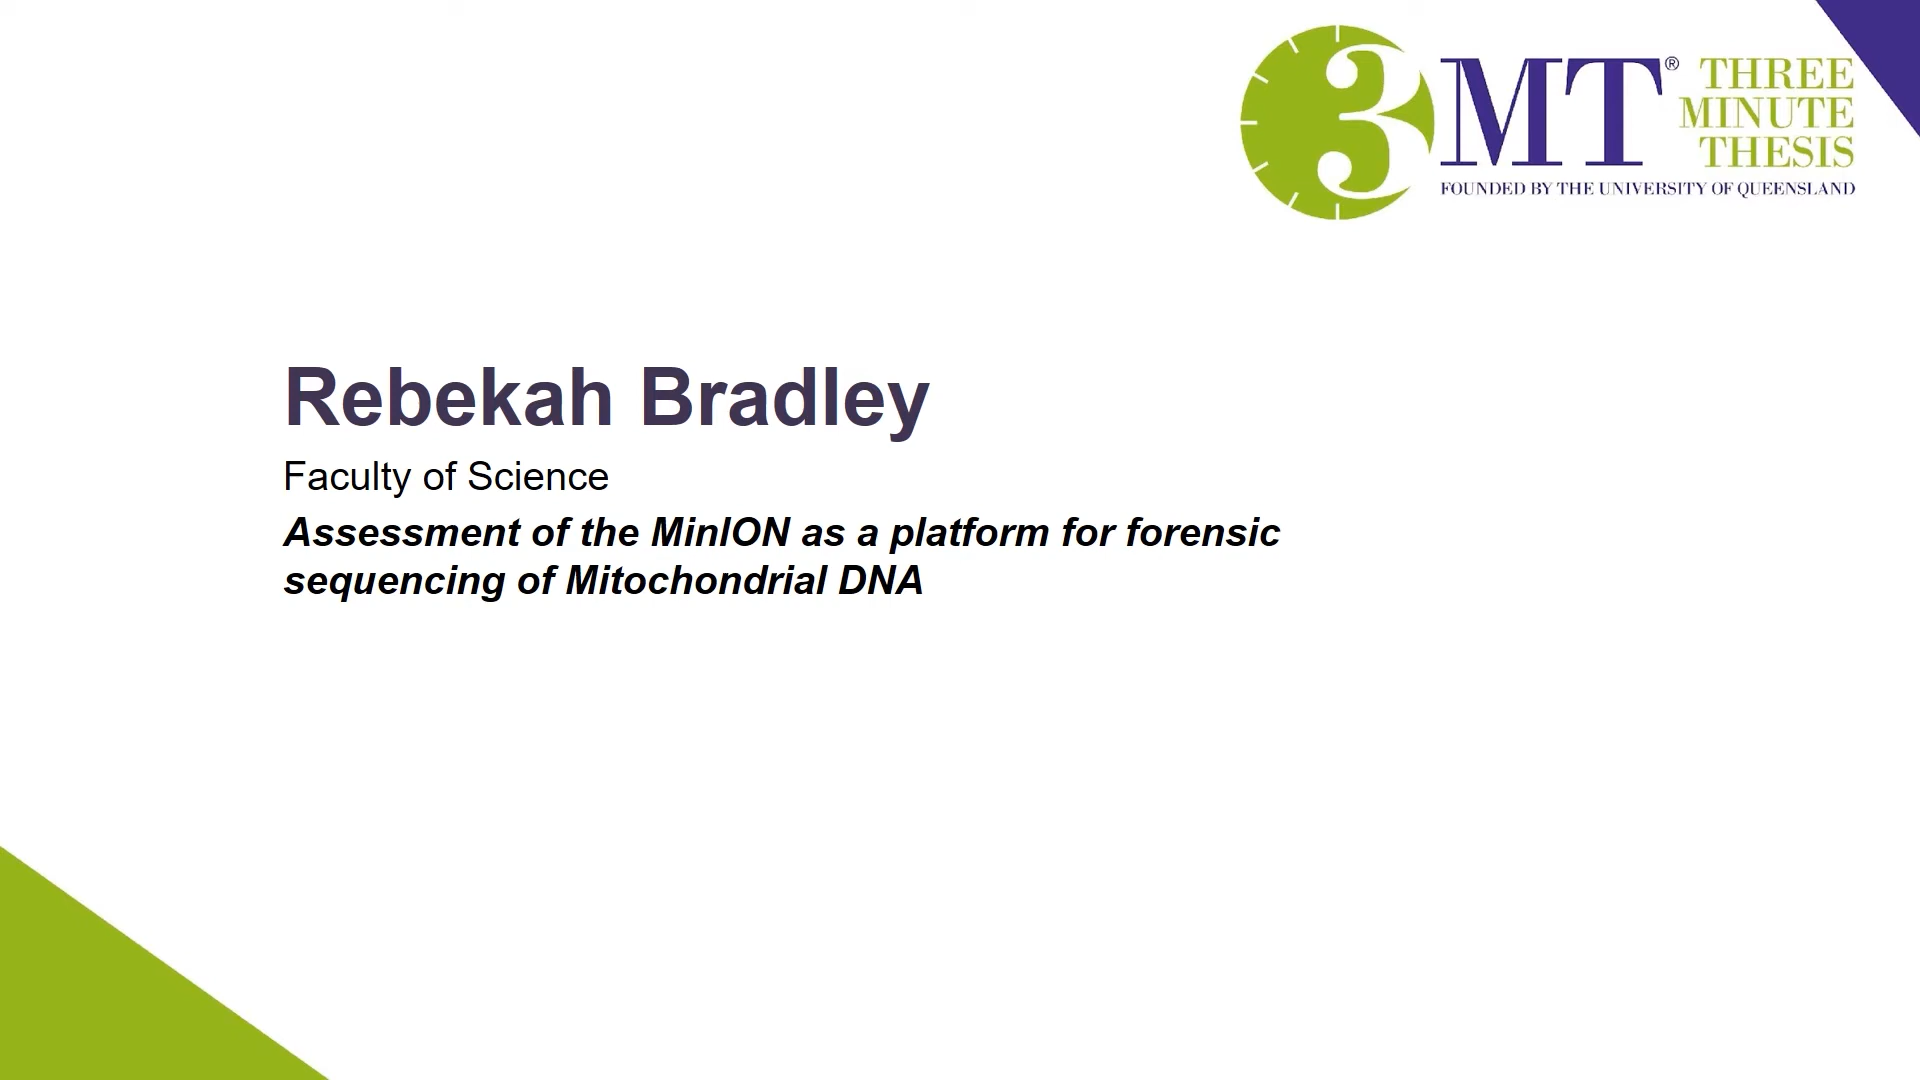 3MT® THREE
MINUTE
THESIS
FOUNDED BY THE UNIVERSITY OF QUEENSLAND
Rebekah Bradley
Faculty of Science
Assessment of the MinION as a platform for forensic
sequencing of Mitochondrial DNA